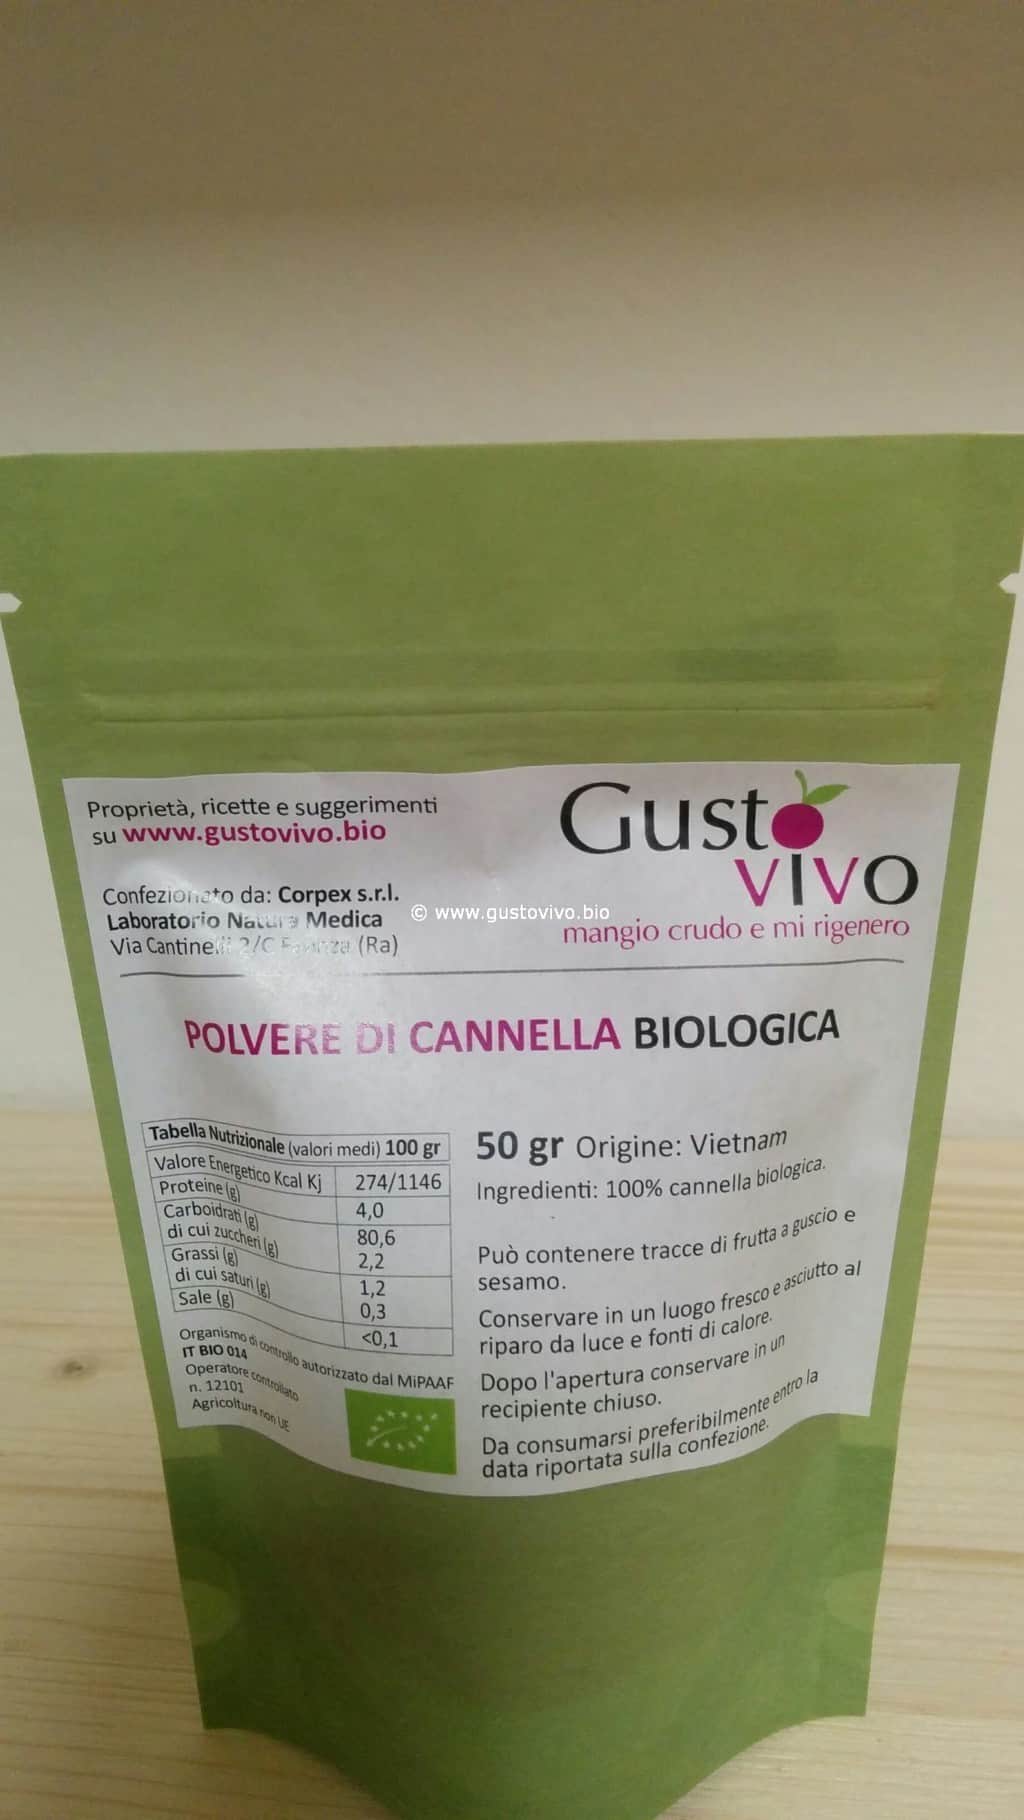 Proprietà, ricette e suggerimenti
su www.gustovivo.bio
Confezionato da: Corpex s.r.l.
Laboratorio Natura Medica
Via Cantinelli 2/C Faenza (Ra)
Gusto
vivo
mangio crudo e mi rigenero
© www.gustovivo.bio
POLVERE DI CANNELLA BIOLOGICA
Tabella Nutrizionale (valori medi) 100 gr
Valore Energetico Kcal Kj 274/1146
Proteine (g) 4,0
Carboidrati (g) 80,6
di cui zuccheri (g) 2,2
Grassi (g) 1,2
di cui saturi (g) 0,3
Sale (g) <0,1
Organismo di controllo autorizzato dal MiPAAF
IT BIO 014
Operatore controllato
n. 12101
Agricoltura non UE
50 gr Origine: Vietnam
Ingredienti: 100% cannella biologica.
Può contenere tracce di frutta a guscio e
sesamo.
Conservare in un luogo fresco e asciutto al
riparo da luce e fonti di calore.
Dopo l'apertura conservare in un
recipiente chiuso.
Da consumarsi preferibilmente entro la
data riportata sulla confezione.